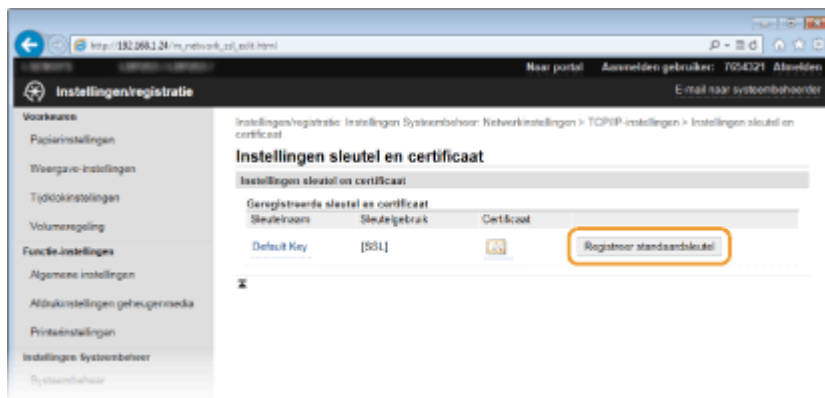 http://192.168.1.24/m_network_ssl_edit.html
Naar portal Aanmelden gebruiker: 7654321 Afmelden
Instellingen/registratie
E-mail naar systeembeheerder
Voorkeuren
Papierinstellingen
Weergave-instellingen
Tijdklokinstellingen
Volumeregeling
Functie-instellingen
Algemene instellingen
Afdrukinstellingen geheugenmedia
Printerinstellingen
Instellingen Systeembeheer
Systeembeheer
Instellingen/registratie: Instellingen Systeembeheer: Netwerkinstellingen > TCP/IP-instellingen > Instellingen sleutel en
certificaat
Instellingen sleutel en certificaat
Instellingen sleutel en certificaat
Geregistreerde sleutel en certificaat
Sleutelnaam Sleutelgebruik Certificaat
Default Key [SSL] Registreer standaardsleutel